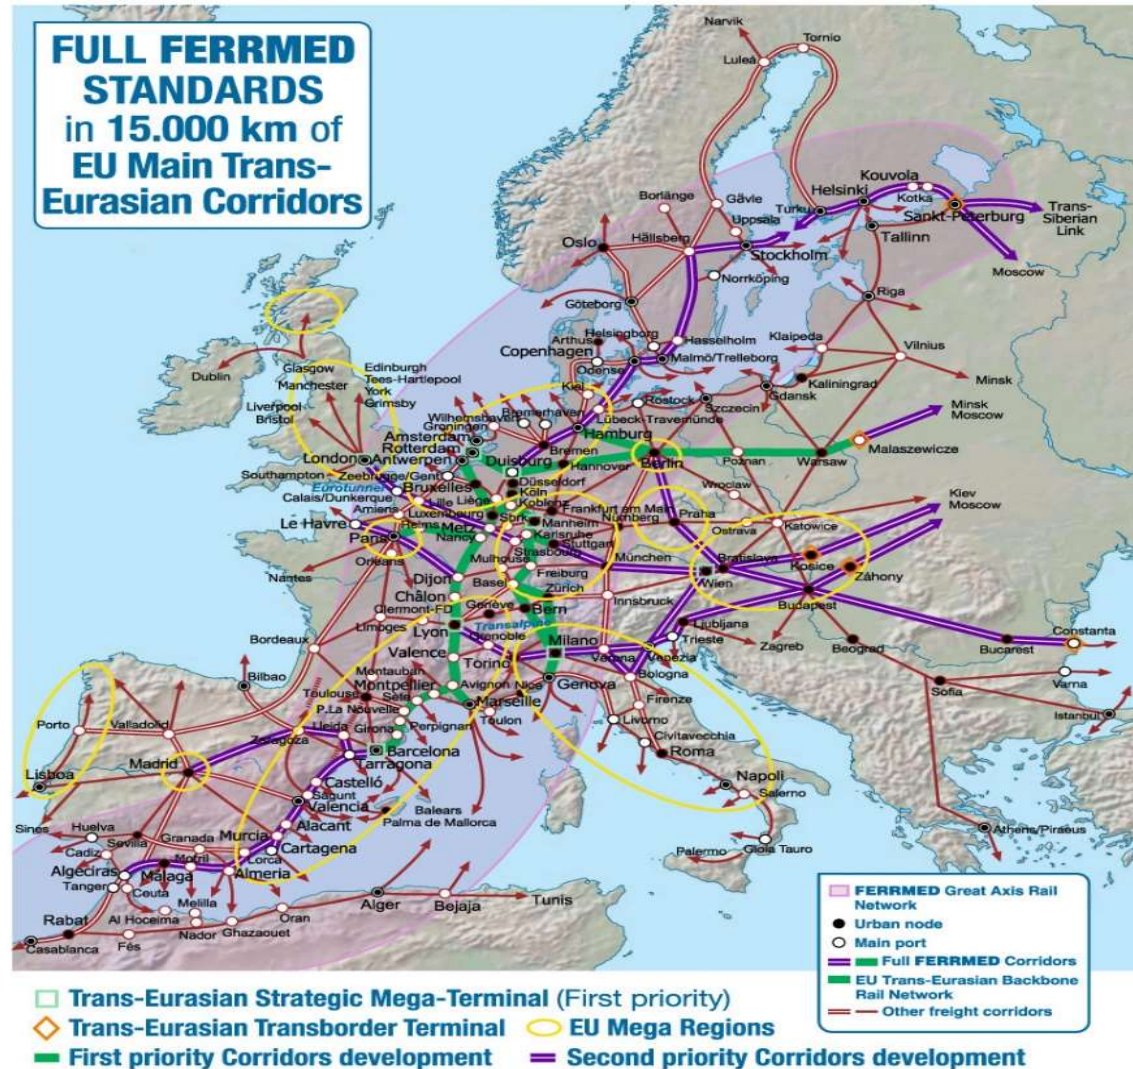 FULL FERRMED
STANDARDS
in 15.000 km of
EU Main Trans-
Eurasian Corridors
Narvik
Tornio
Luleá
Kouvola
Borlänge
Gävle
Helsinki
Kotka
Uppsala
Turku
Sankt-Peterburg
Trans-
Siberian
Link
Oslo
Hällsberg
Stockholm
Tallinn
Moscow
Norrköping
Göteborg
Riga
Helsingborg
Arthus
Hasselholm
Klaipeda
Copenhagen
Malmö/Trelleborg
Vilnius
Odense
Glasgow
Edinburgh
Dublin
Manchester
Tees-Hartlepool
York
Grimsby
Kiel
Kaliningrad
Minsk
Rostock
Gdansk
Liverpool
Bristol
Wilhemshaven
Bremerhaven
Szczecin
Lübeck-Travemünde
Minsk
Moscow
Groningen
Amsterdam
Hamburg
Rotterdam
Bremen
Malaszewicze
London
Antwerpen
Duisburg
Hannover
Berlin
Poznan
Warsaw
Southampton
Zeebrugge/Gent
Düsseldorf
Eurotunnel
Bruxelles
Köln
Wroclaw
Calais/Dunkerque
Lille
Liège
Koblenz
Kiev
Moscow
Amiens
Luxembourg
Frankfurt am Main
Le Havre
Reims
Metz
Sbrk
Manheim
Nürnberg
Praha
Ostrava
Katowice
Paris
Nancy
Karlsruhe
Stuttgart
Strasbourg
Orléans
Mulhouse
München
Bratislava
Kosice
Záhony
Nantes
Dijon
Basel
Freiburg
Wien
Zürich
Châlon
Innsbruck
Budapest
Clermont-FD
Genève
Bern
Limoges
Transalpine
Ljubljana
Constanta
Lyon
Grenoble
Milano
Trieste
Bordeaux
Zagreb
Beograd
Bucarest
Valence
Torino
Verona
Venezia
Bologna
Bilbao
Montauban
Nice
Genova
Varna
Montpellier
Avignon
Firenze
Sofia
Toulouse
Sète
Marseille
Porto
Valladolid
P.La Nouvelle
Toulon
Livorno
Istanbul
Lleida
Girona
Perpignan
Civitavecchia
Zaragoza
Barcelona
Roma
Madrid
Tarragona
Lisboa
Castelló
Napoli
Sagunt
Salerno
Valencia
Balears
Palma de Mallorca
Sines
Huelva
Alacant
Athens/Piraeus
Sevilla
Granada
Murcia
Cartagena
Palermo
Gioia Tauro
Cadiz
Motril
Lorca
Algeciras
Málaga
Almeria
Tanger
Ceuta
Melilla
Alger
Bejaja
Tunis
Rabat
Al Hoceima
Oran
Nador
Ghazaouet
Casablanca
Fés
FERRMED Great Axis Rail
Network
Urban node
Main port
Full FERRMED Corridors
EU Trans-Eurasian Backbone
Rail Network
Other freight corridors
Trans-Eurasian Strategic Mega-Terminal (First priority)
Trans-Eurasian Transborder Terminal
EU Mega Regions
First priority Corridors development
Second priority Corridors development